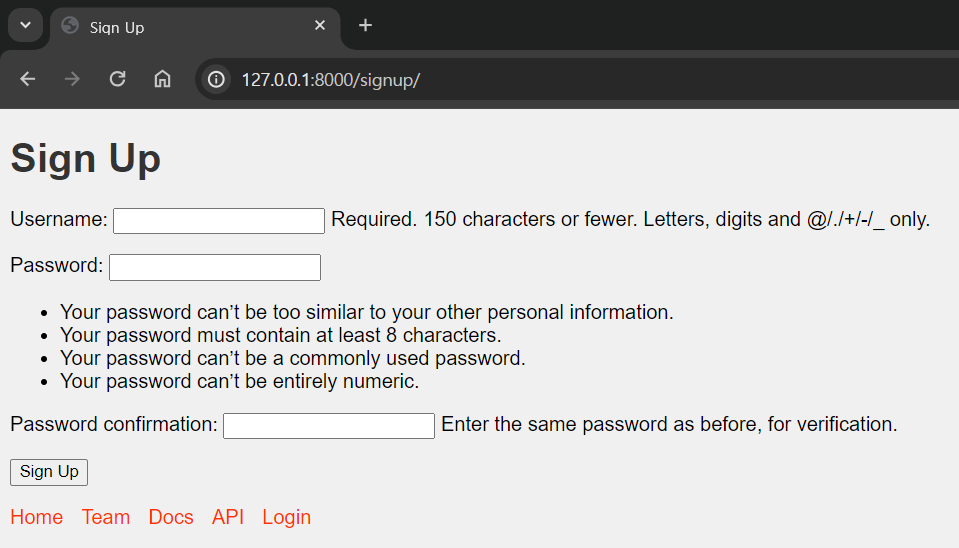 Sign Up
127.0.0.1:8000/signup/
Sign Up
Username: Required. 150 characters or fewer. Letters, digits and @/./+/-/_ only.
Password:
Your password can’t be too similar to your other personal information.
Your password must contain at least 8 characters.
Your password can’t be a commonly used password.
Your password can’t be entirely numeric.
Password confirmation: Enter the same password as before, for verification.
Sign Up
Home Team Docs API Login